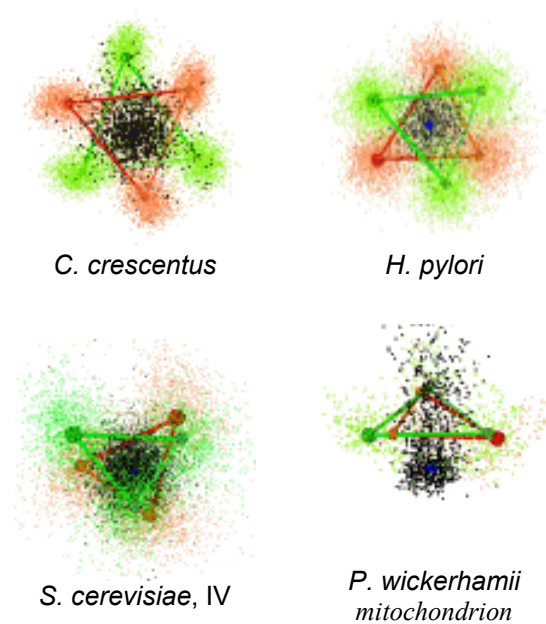 C. crescentus
H. pylori
S. cerevisiae, IV
P. wickerhamii
mitochondrion